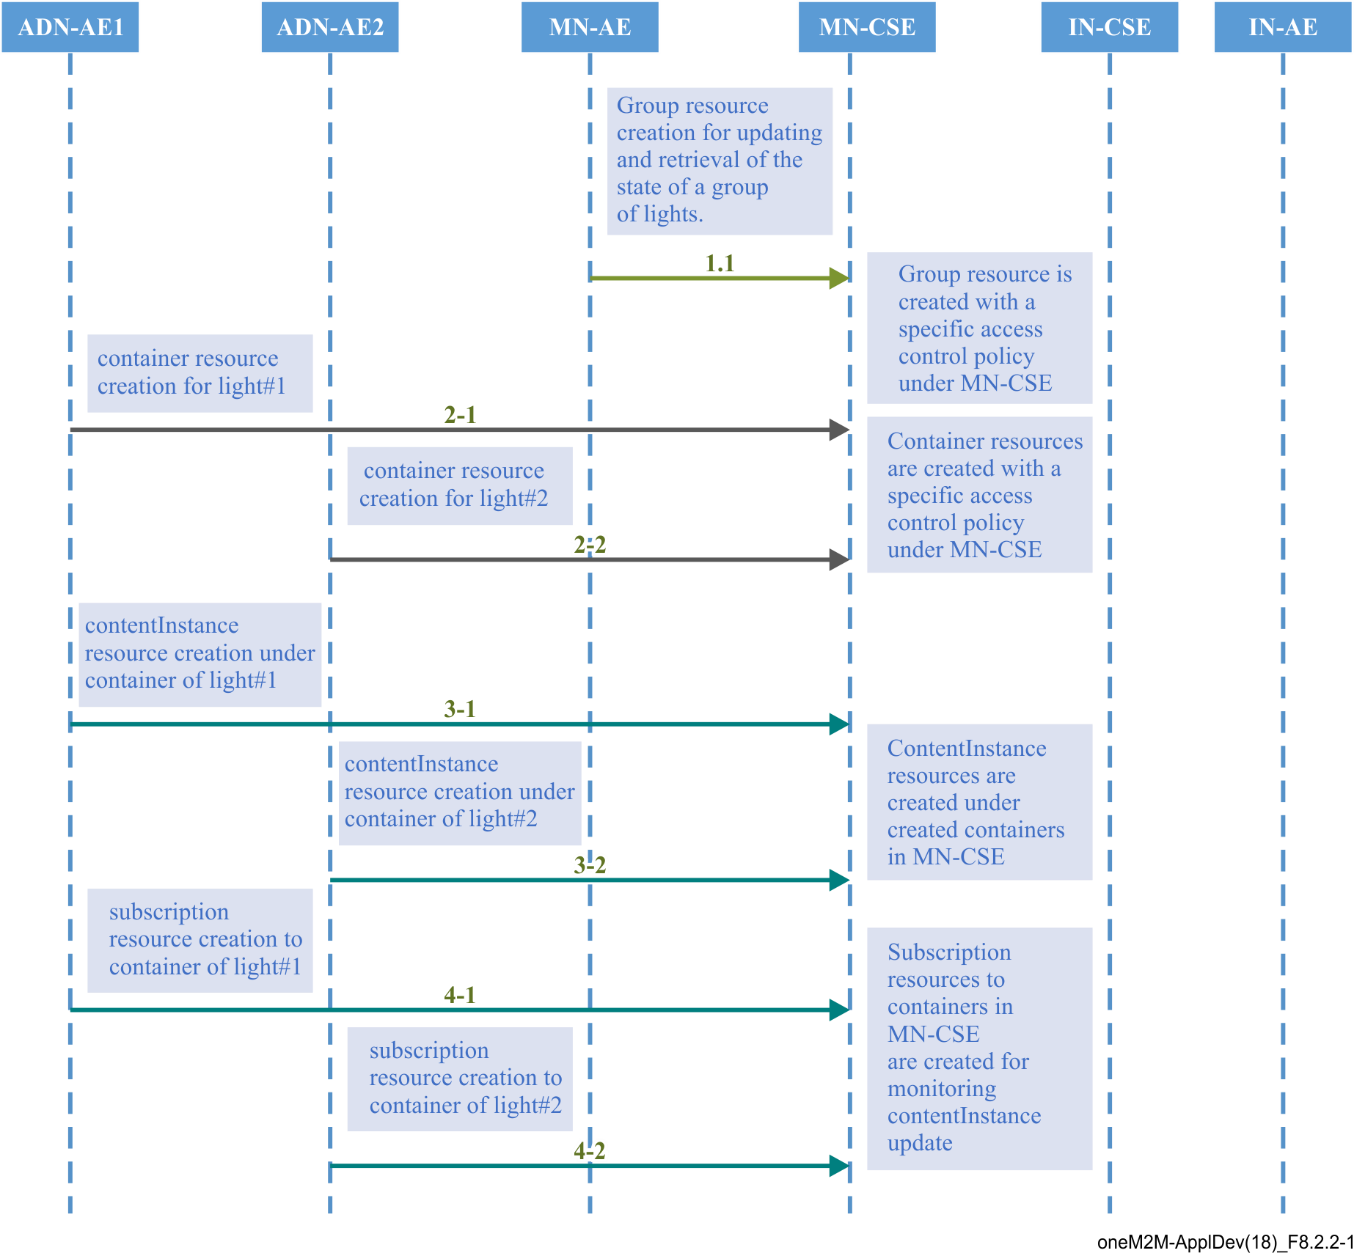 ADN-AE1
ADN-AE2
MN-AE
MN-CSE
IN-CSE
IN-AE
Group resource
creation for updating
and retrieval of the
state of a group
of lights.
1.1
Group resource is
created with a
specific access
control policy
under MN-CSE
container resource
creation for light#1
2-1
Container resources
are created with a
specific access
control policy
under MN-CSE
container resource
creation for light#2
2-2
contentInstance
resource creation under
container of light#1
3-1
ContentInstance
resources are
created under
created containers
in MN-CSE
contentInstance
resource creation under
container of light#2
3-2
subscription
resource creation to
container of light#1
4-1
Subscription
resources to
containers in
MN-CSE
are created for
monitoring
contentInstance
update
subscription
resource creation to
container of light#2
4-2
oneM2M-ApplDev(18)_F8.2.2-1